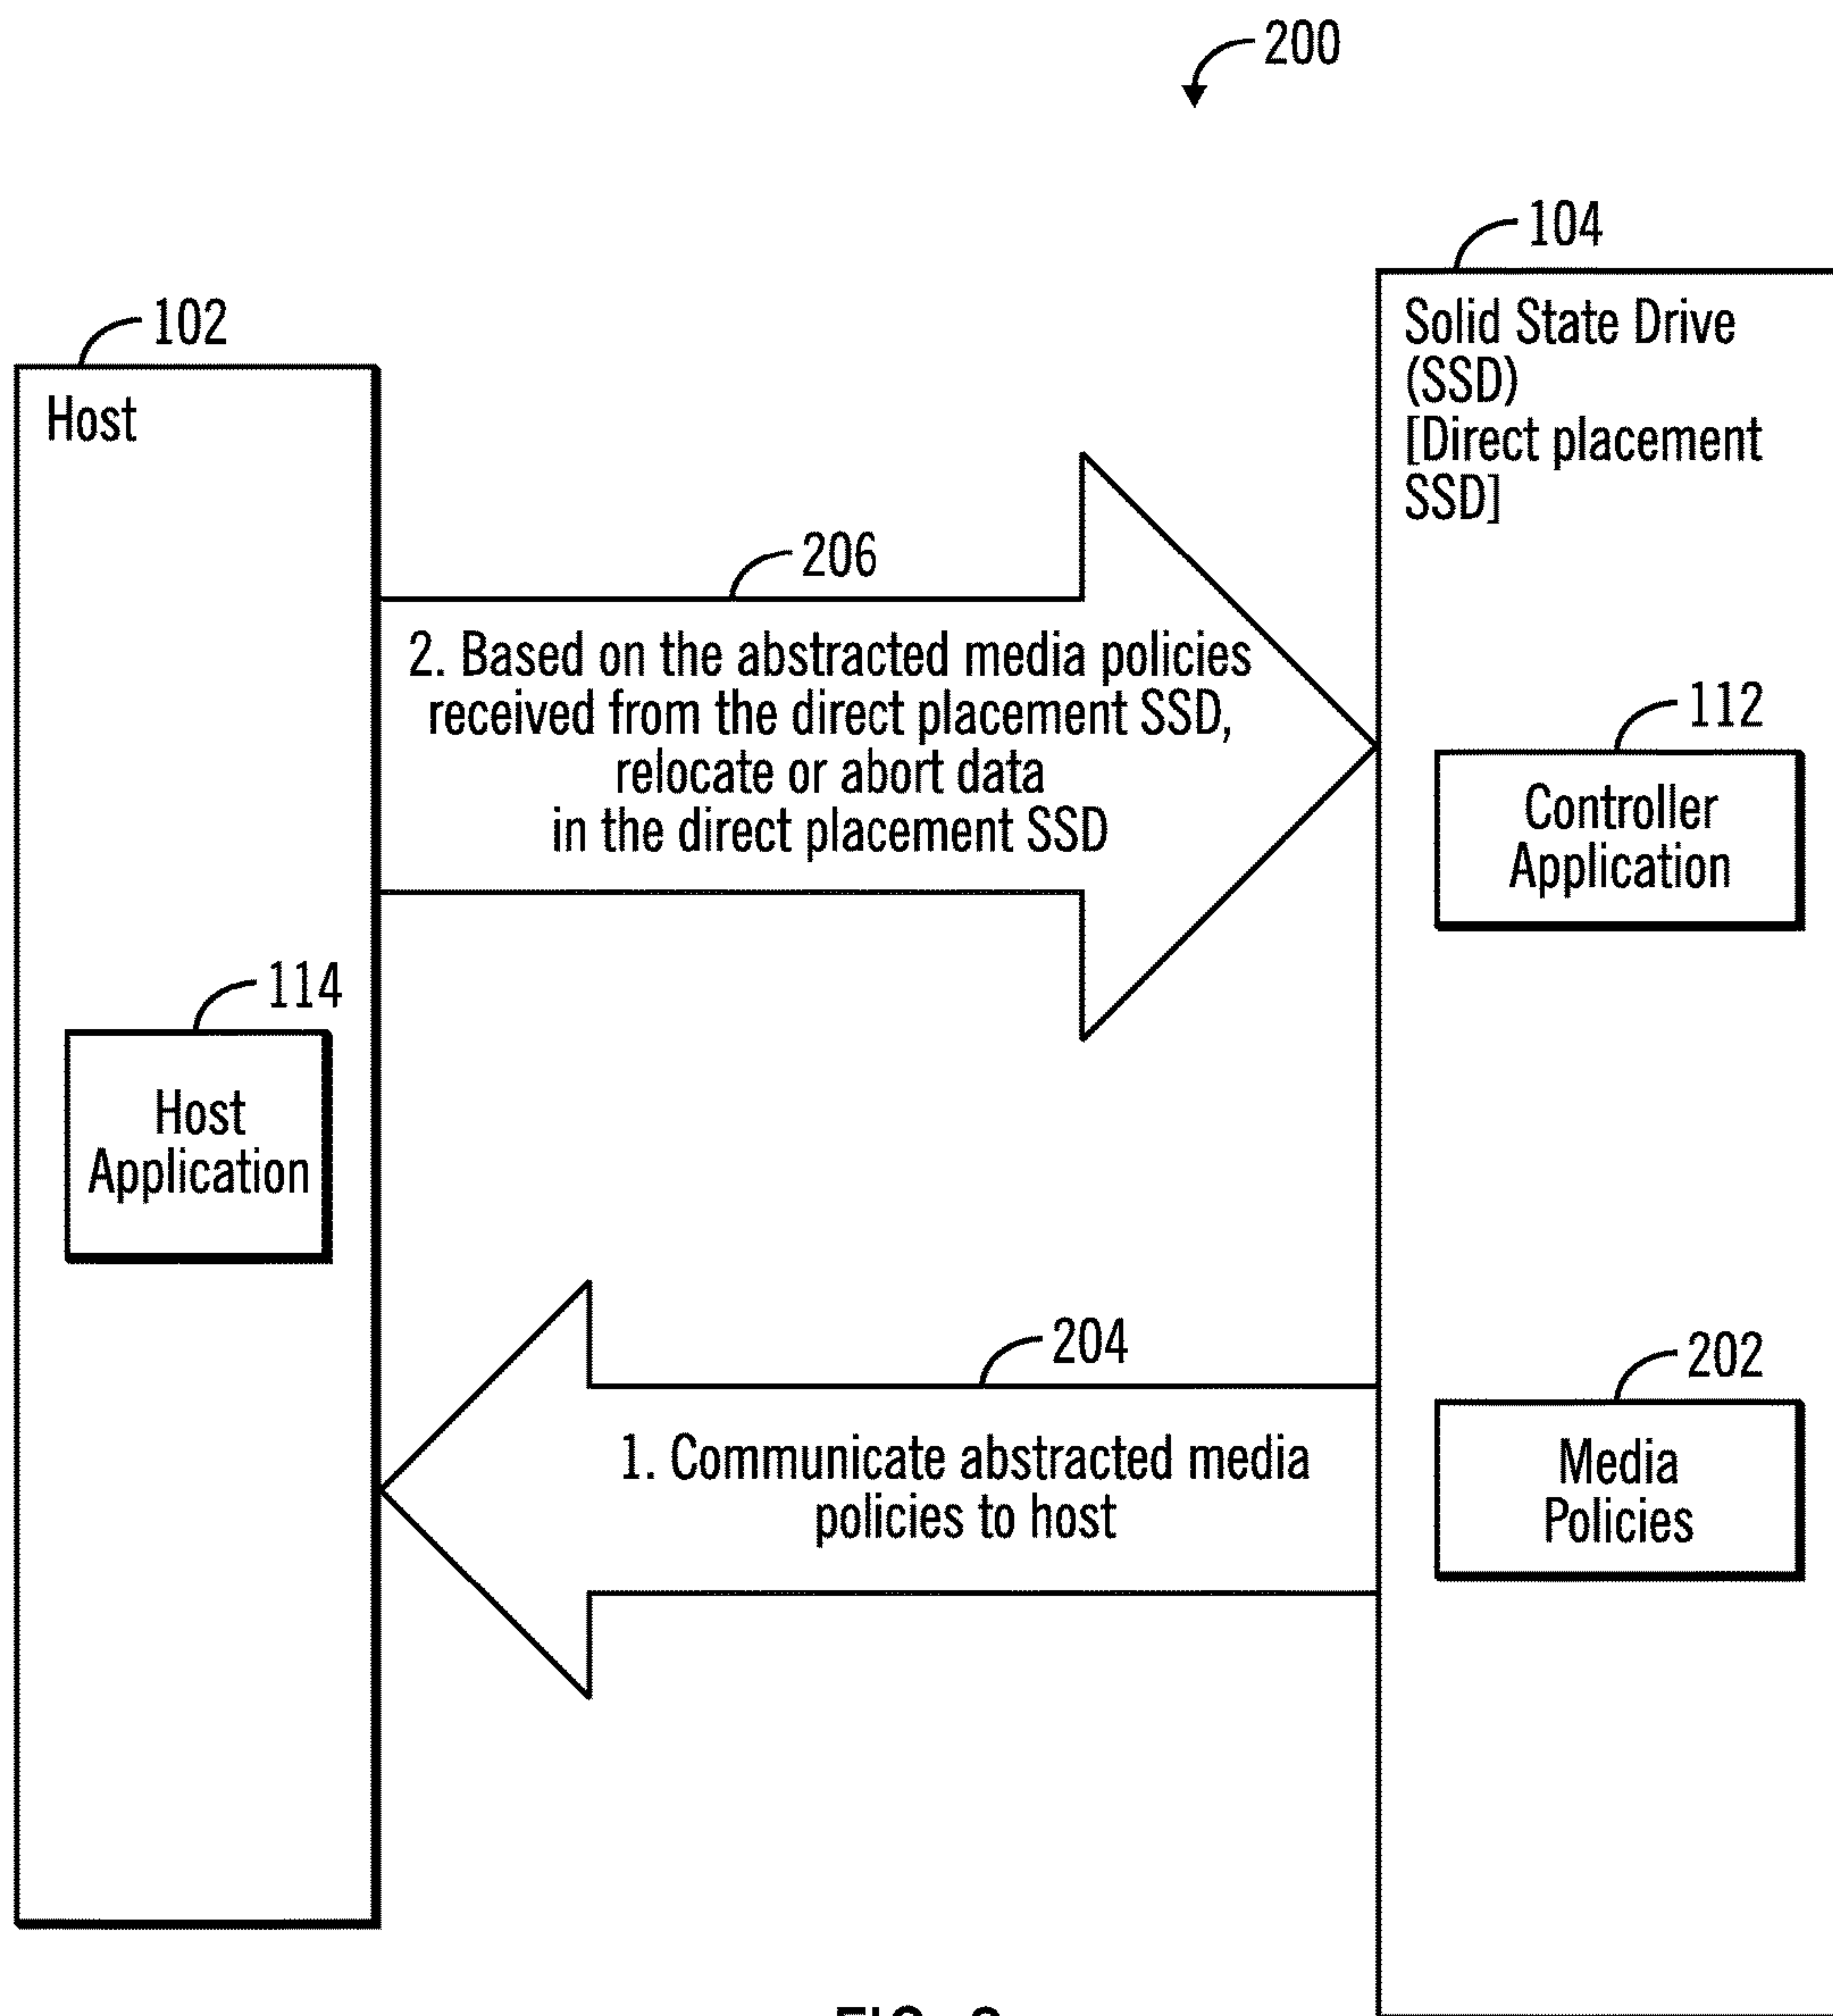 200
104
Solid State Drive
(SSD)
[Direct placement
SSD]
102
Host
206
2. Based on the abstracted media policies
received from the direct placement SSD,
relocate or abort data
in the direct placement SSD
112
Controller
Application
114
Host
Application
204
1. Communicate abstracted media
policies to host
202
Media
Policies